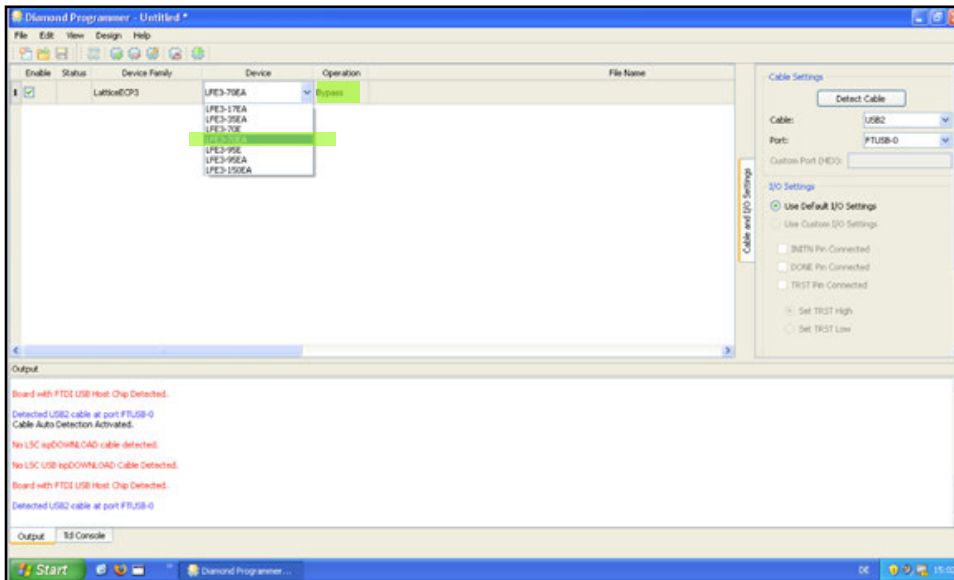 Diamond Programmer - Untitled *
File Edit View Design Help
Enable Status Device Family Device Operation File Name
1 LatticeECP3 LFE3-70EA Bypass
LFE3-17EA
LFE3-35EA
LFE3-70E
LFE3-70EA
LFE3-95E
LFE3-95EA
LFE3-150EA
Cable and I/O Settings
Cable Settings
Detect Cable
Cable: USB2
Port: FTUSB-0
Custom Port (HEX):
I/O Settings
Use Default I/O Settings
Use Custom I/O Settings
INITN Pin Connected
DONE Pin Connected
TRST Pin Connected
Set TRST High
Set TRST Low
Output
Board with FTDI USB Host Chip Detected.
Detected USB2 cable at port FTUSB-0
Cable Auto Detection Activated.
No LSC ispDOWNLOAD cable detected.
No LSC USB ispDOWNLOAD Cable Detected.
Board with FTDI USB Host Chip Detected.
Detected USB2 cable at port FTUSB-0
Output Tcl Console
Start Diamond Programmer... DE